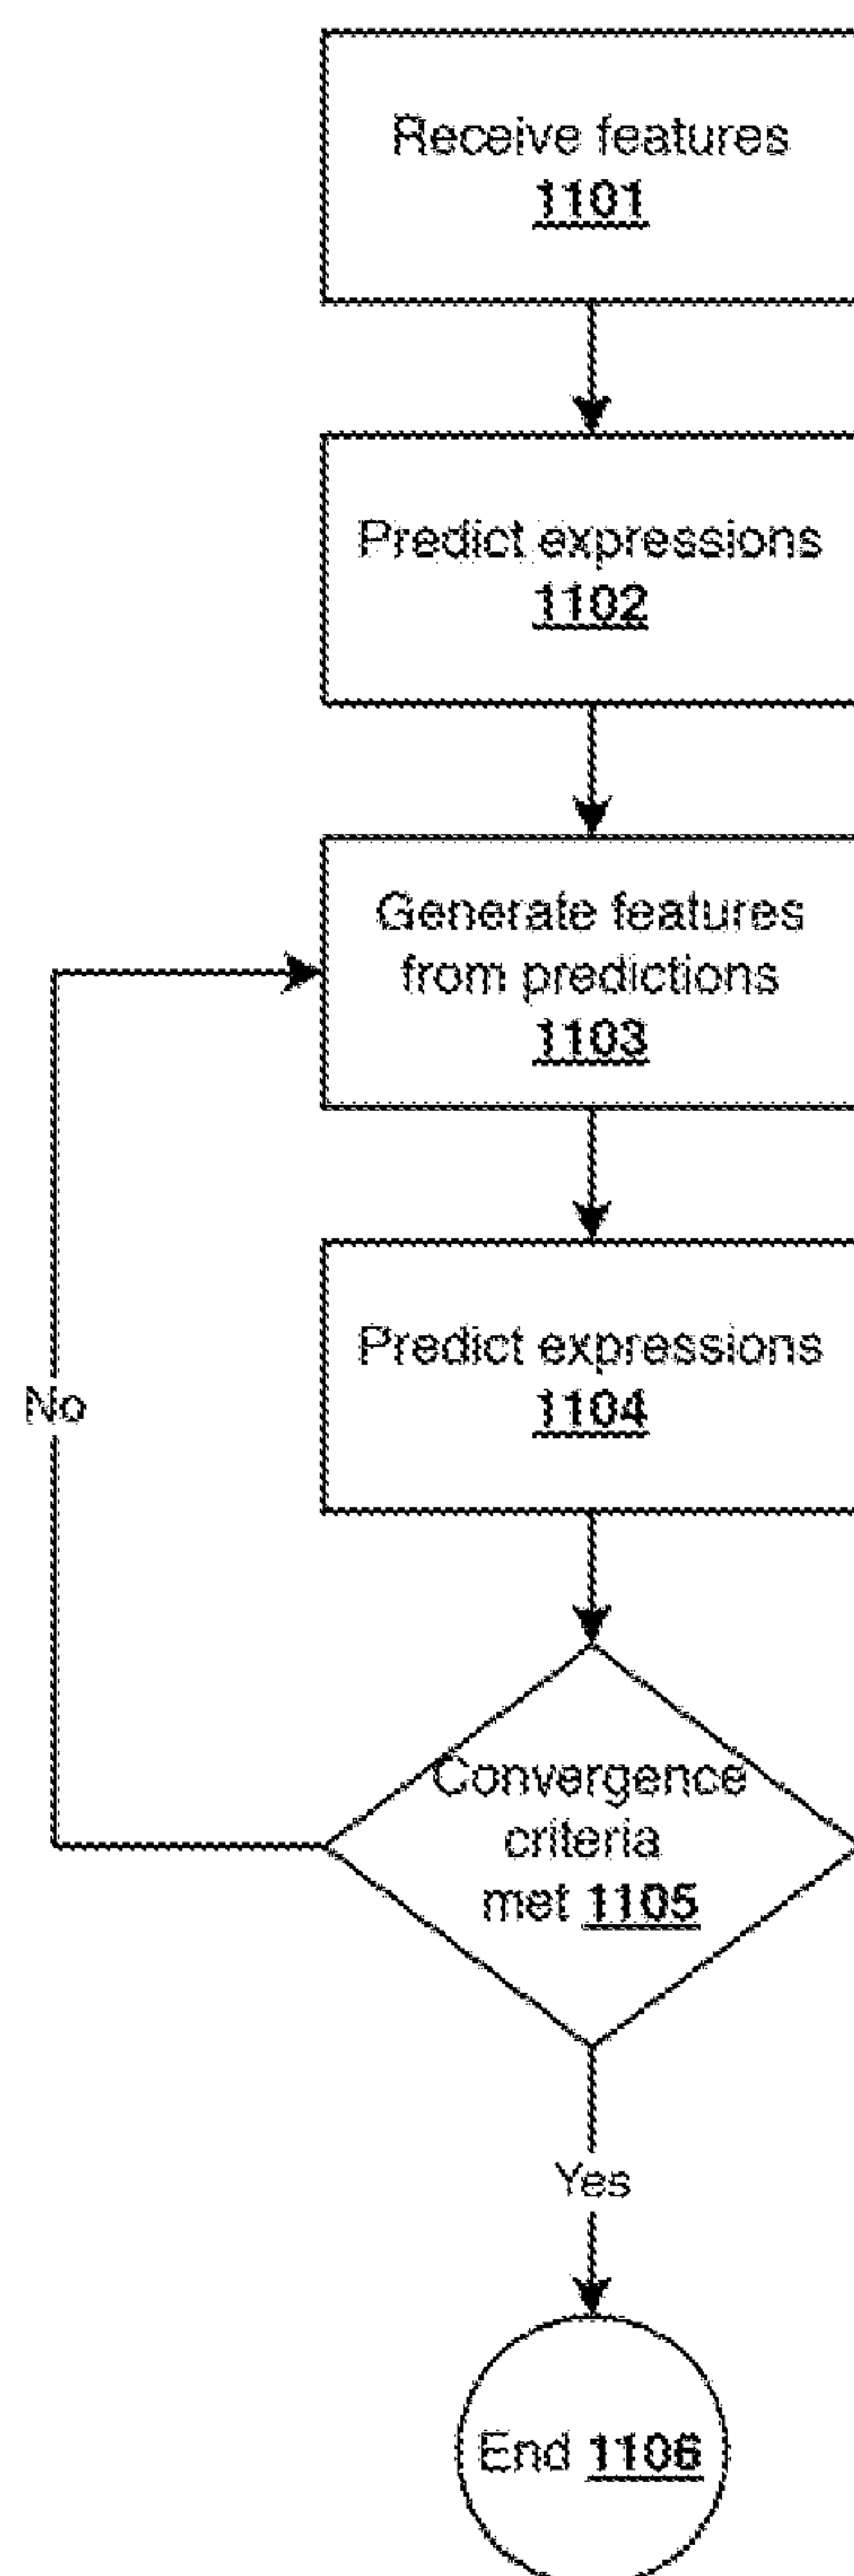 Receive features
1101
Predict expressions
1102
Generate features
from predictions
1103
Predict expressions
1104
No
Convergence
criteria
met 1105
Yes
End 1106